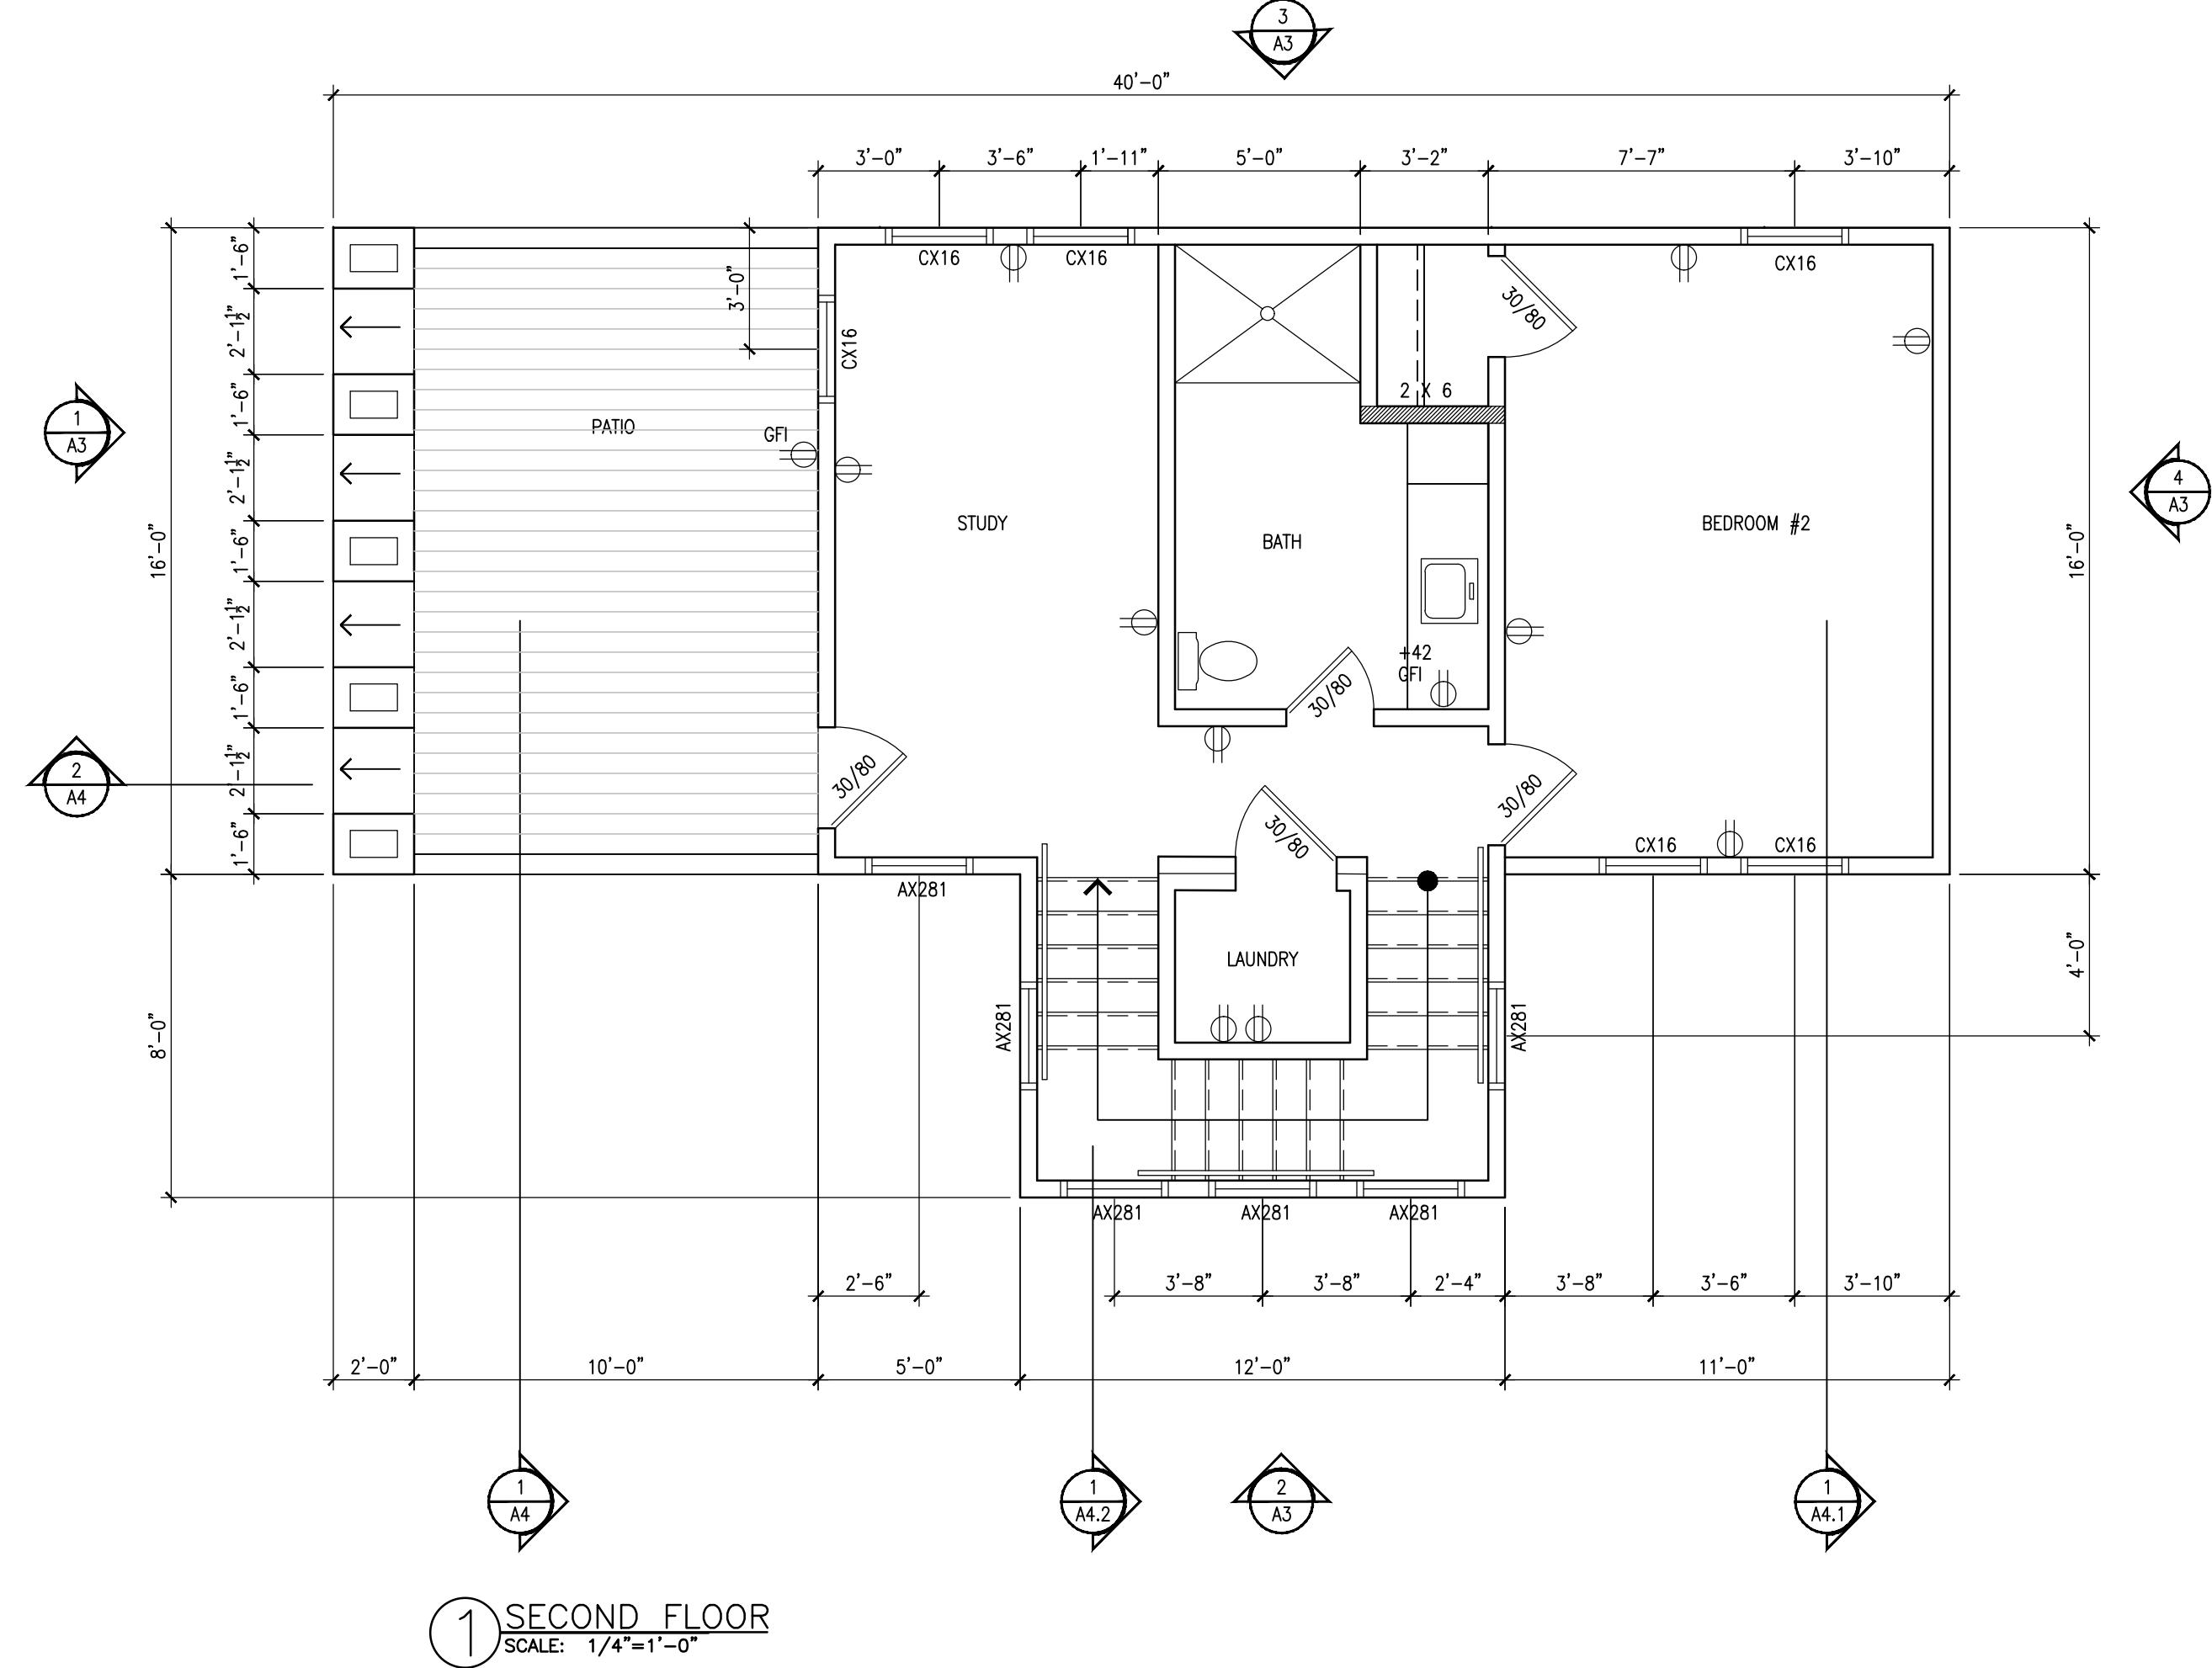 3
A3
40'-0"
3'-0" 3'-6" 1'-11" 5'-0" 3'-2" 7'-7" 3'-10"
1'-6"
2'-1½"
1'-6"
2'-1½"
1'-6"
2'-1½"
1'-6"
2'-1½"
1'-6"
16'-0"
8'-0"
3'-0"
CX16 CX16 CX16
CX16
30/80
2 X 6
PATIO
GFI
1
A3
4
A3
STUDY
BATH
BEDROOM #2
16'-0"
+42
GFI
30/80
2
A4
30/80
30/80
30/80
CX16 CX16
AX281
LAUNDRY
4'-0"
AX281
AX281
AX281 AX281 AX281
2'-6" 3'-8" 3'-8" 2'-4" 3'-8" 3'-6" 3'-10"
2'-0" 10'-0" 5'-0" 12'-0" 11'-0"
1
A4
1
A4.2
2
A3
1
A4.1
1 SECOND FLOOR
SCALE: 1/4"=1'-0"